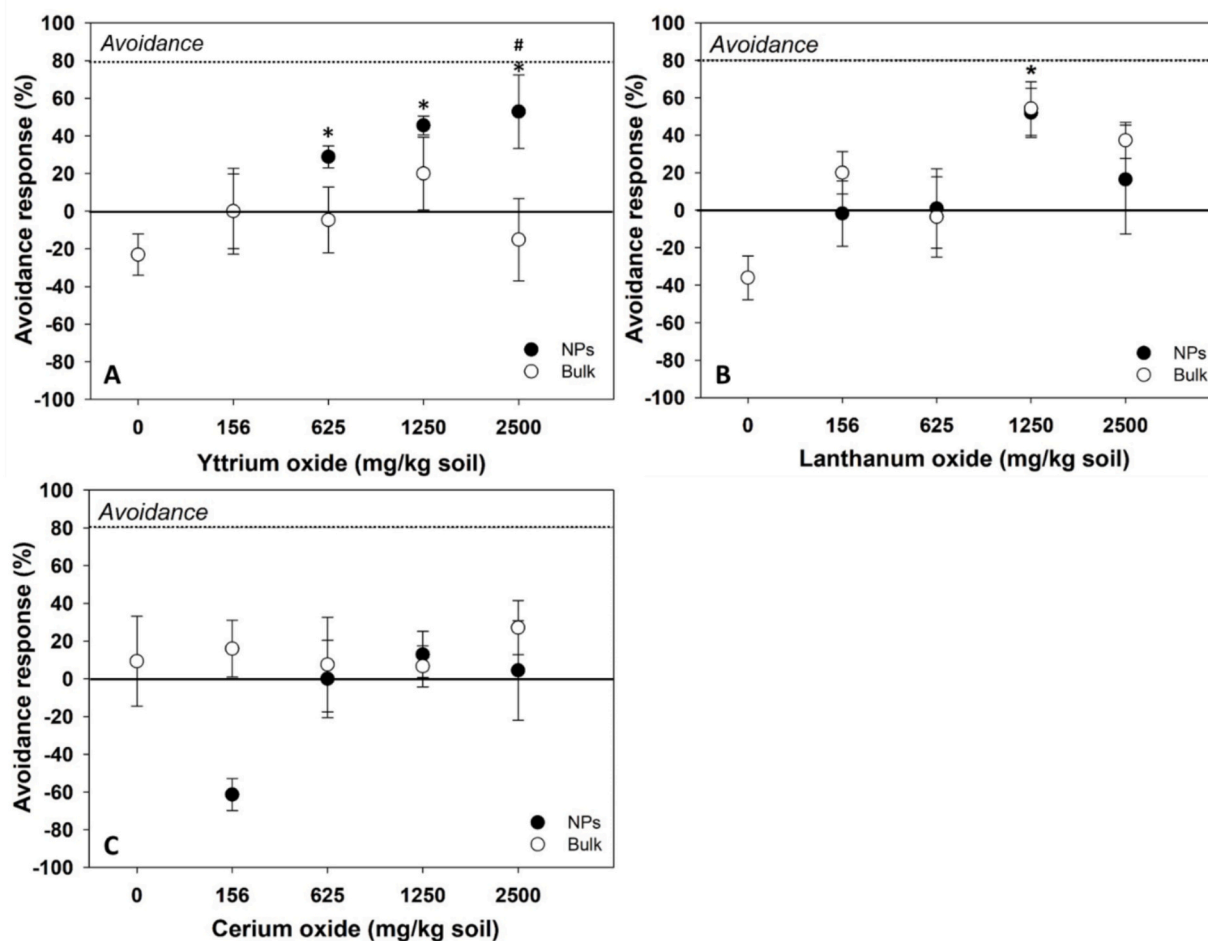 Avoidance response (%)
100
80
60
40
20
0
-20
-40
-60
-80
-100
Avoidance
#
*
*
*
NPs
Bulk
A
0 156 625 1250 2500
Yttrium oxide (mg/kg soil)
Avoidance response (%)
100
80
60
40
20
0
-20
-40
-60
-80
-100
Avoidance
*
NPs
Bulk
B
0 156 625 1250 2500
Lanthanum oxide (mg/kg soil)
Avoidance response (%)
100
80
60
40
20
0
-20
-40
-60
-80
-100
Avoidance
NPs
Bulk
C
0 156 625 1250 2500
Cerium oxide (mg/kg soil)